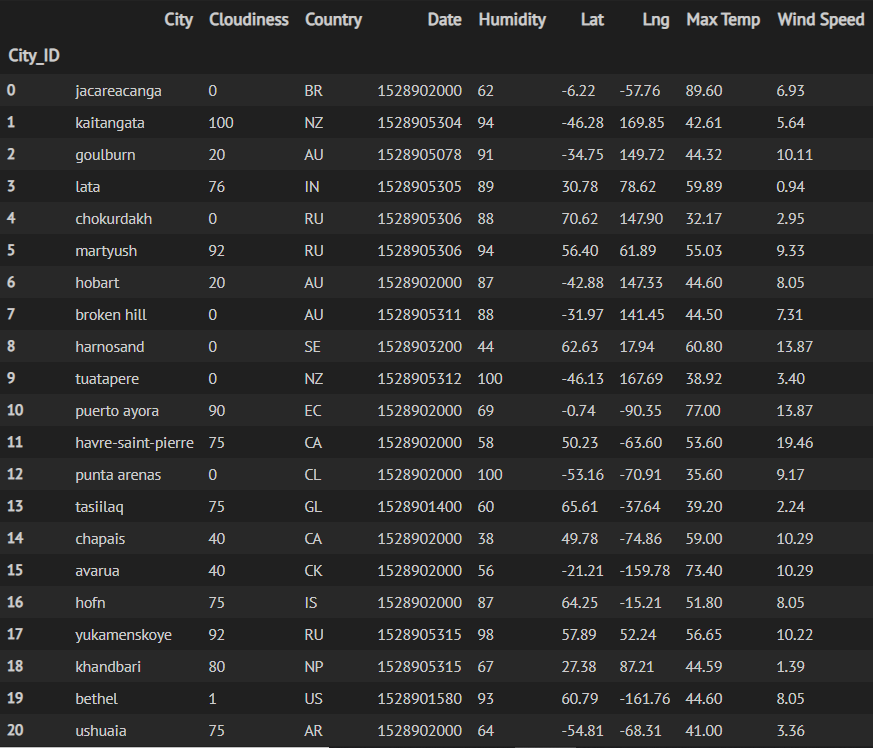 City Cloudiness Country Date Humidity Lat Lng Max Temp Wind Speed
City_ID
0 jacareacanga 0 BR 1528902000 62 -6.22 -57.76 89.60 6.93
1 kaitangata 100 NZ 1528905304 94 -46.28 169.85 42.61 5.64
2 goulburn 20 AU 1528905078 91 -34.75 149.72 44.32 10.11
3 lata 76 IN 1528905305 89 30.78 78.62 59.89 0.94
4 chokurdakh 0 RU 1528905306 88 70.62 147.90 32.17 2.95
5 martyush 92 RU 1528905306 94 56.40 61.89 55.03 9.33
6 hobart 20 AU 1528902000 87 -42.88 147.33 44.60 8.05
7 broken hill 0 AU 1528905311 88 -31.97 141.45 44.50 7.31
8 harnosand 0 SE 1528903200 44 62.63 17.94 60.80 13.87
9 tuatapere 0 NZ 1528905312 100 -46.13 167.69 38.92 3.40
10 puerto ayora 90 EC 1528902000 69 -0.74 -90.35 77.00 13.87
11 havre-saint-pierre 75 CA 1528902000 58 50.23 -63.60 53.60 19.46
12 punta arenas 0 CL 1528902000 100 -53.16 -70.91 35.60 9.17
13 tasiilaq 75 GL 1528901400 60 65.61 -37.64 39.20 2.24
14 chapais 40 CA 1528902000 38 49.78 -74.86 59.00 10.29
15 avarua 40 CK 1528902000 56 -21.21 -159.78 73.40 10.29
16 hofn 75 IS 1528902000 87 64.25 -15.21 51.80 8.05
17 yukamenskoye 92 RU 1528905315 98 57.89 52.24 56.65 10.22
18 khandbari 80 NP 1528905315 67 27.38 87.21 44.59 1.39
19 bethel 1 US 1528901580 93 60.79 -161.76 44.60 8.05
20 ushuaia 75 AR 1528902000 64 -54.81 -68.31 41.00 3.36